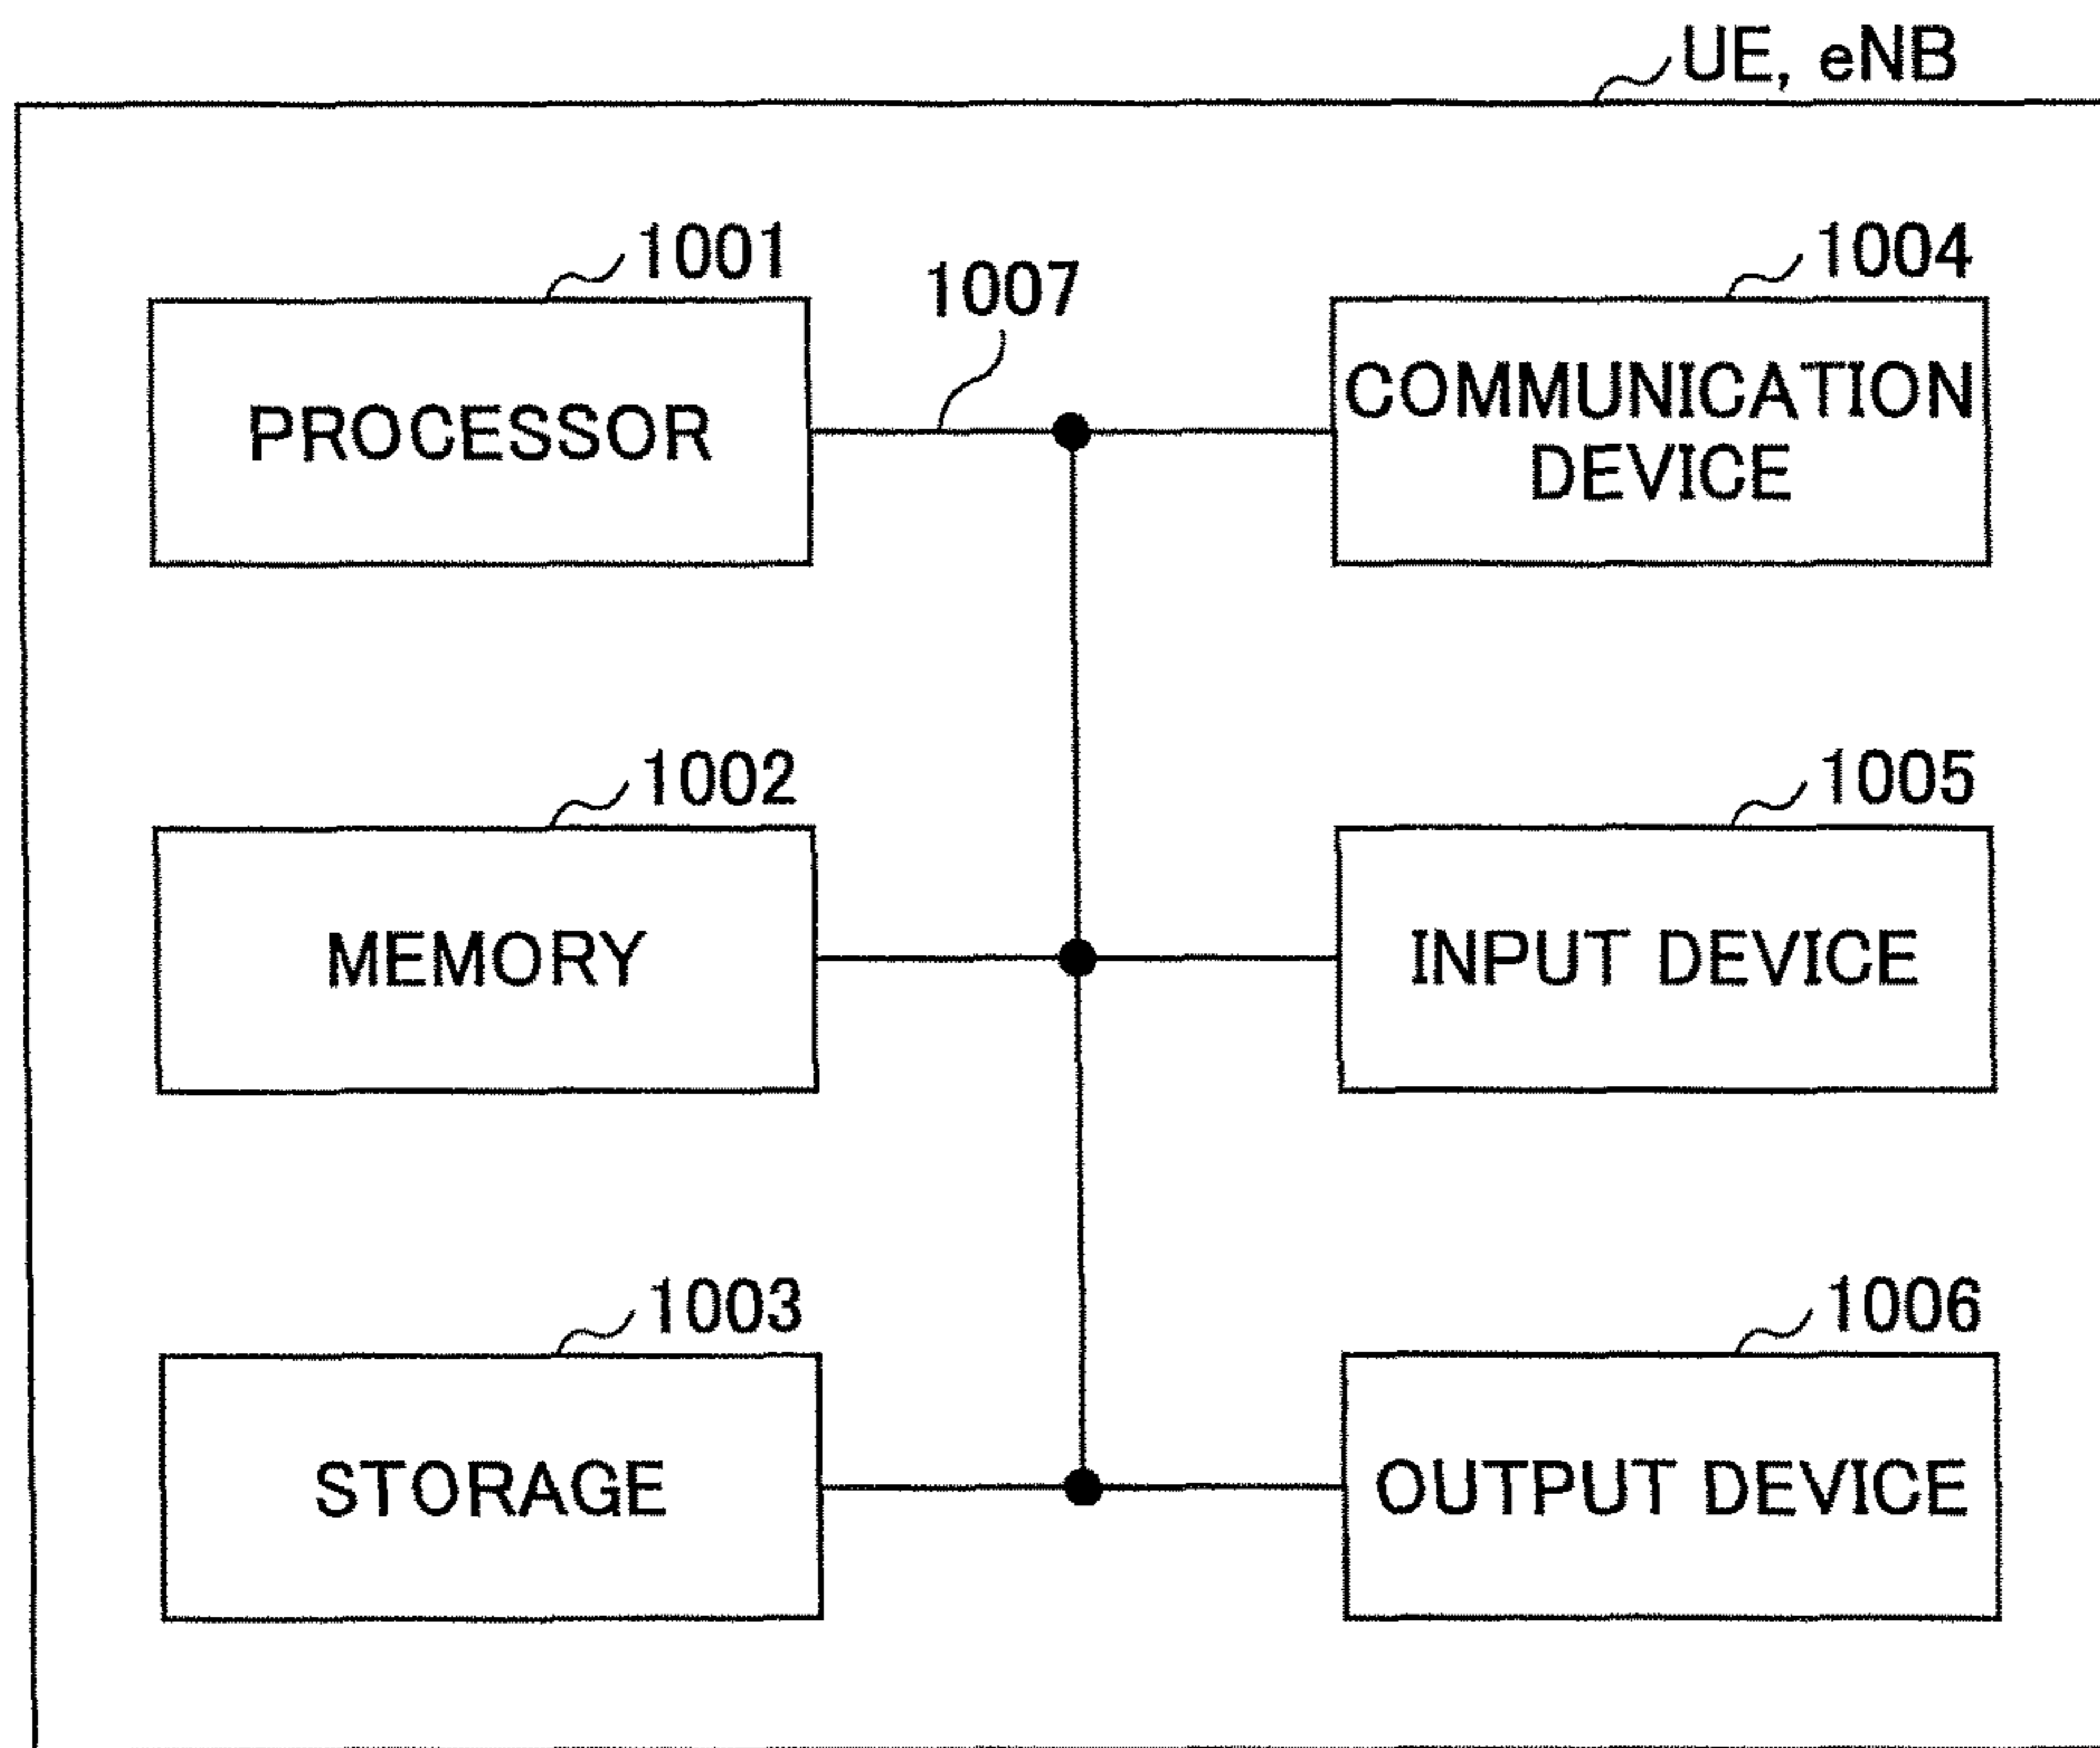 UE, eNB
1001
1007
1004
PROCESSOR
COMMUNICATION
DEVICE
1002
1005
MEMORY
INPUT DEVICE
1003
1006
STORAGE
OUTPUT DEVICE